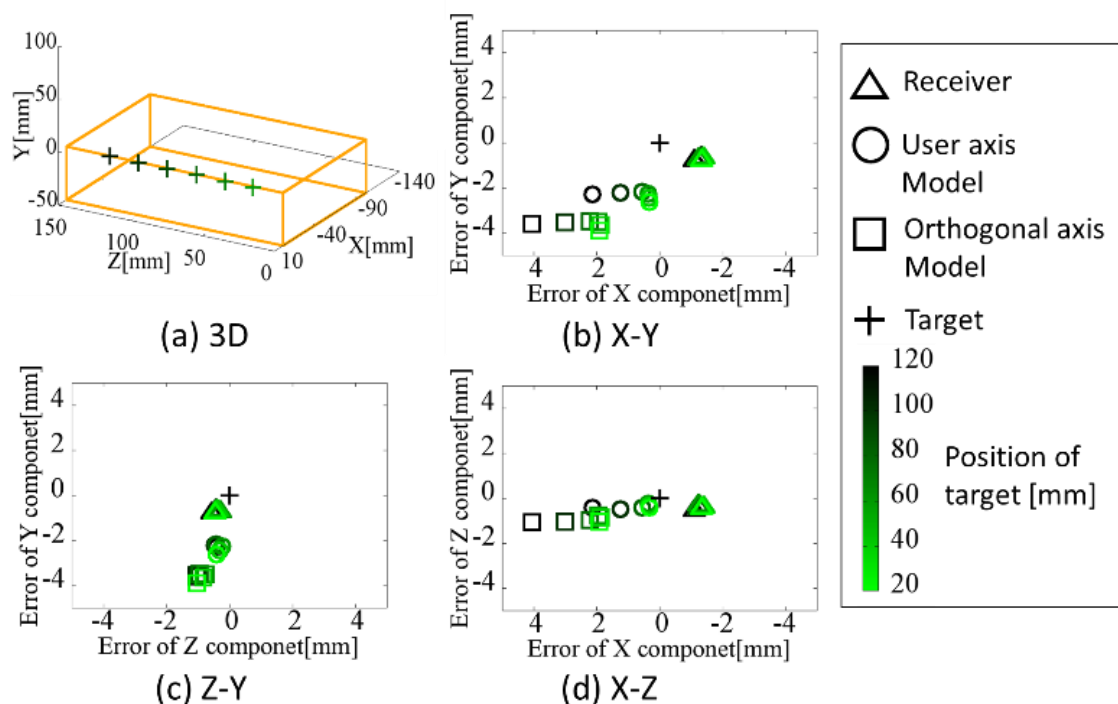 100
50
0
-50
Y[mm]
150
100
50
0
Z[mm]
10
-40
-90
-140
X[mm]
(a) 3D
4
2
0
-2
-4
Error of Y componet[mm]
4 2 0 -2 -4
Error of X componet[mm]
(b) X-Y
4
2
0
-2
-4
Error of Y componet[mm]
-4 -2 0 2 4
Error of Z componet[mm]
(c) Z-Y
4
2
0
-2
-4
Error of Z componet[mm]
4 2 0 -2 -4
Error of X componet[mm]
(d) X-Z
Receiver
User axis
Model
Orthogonal axis
Model
Target
120
100
80
60
40
20
Position of
target [mm]